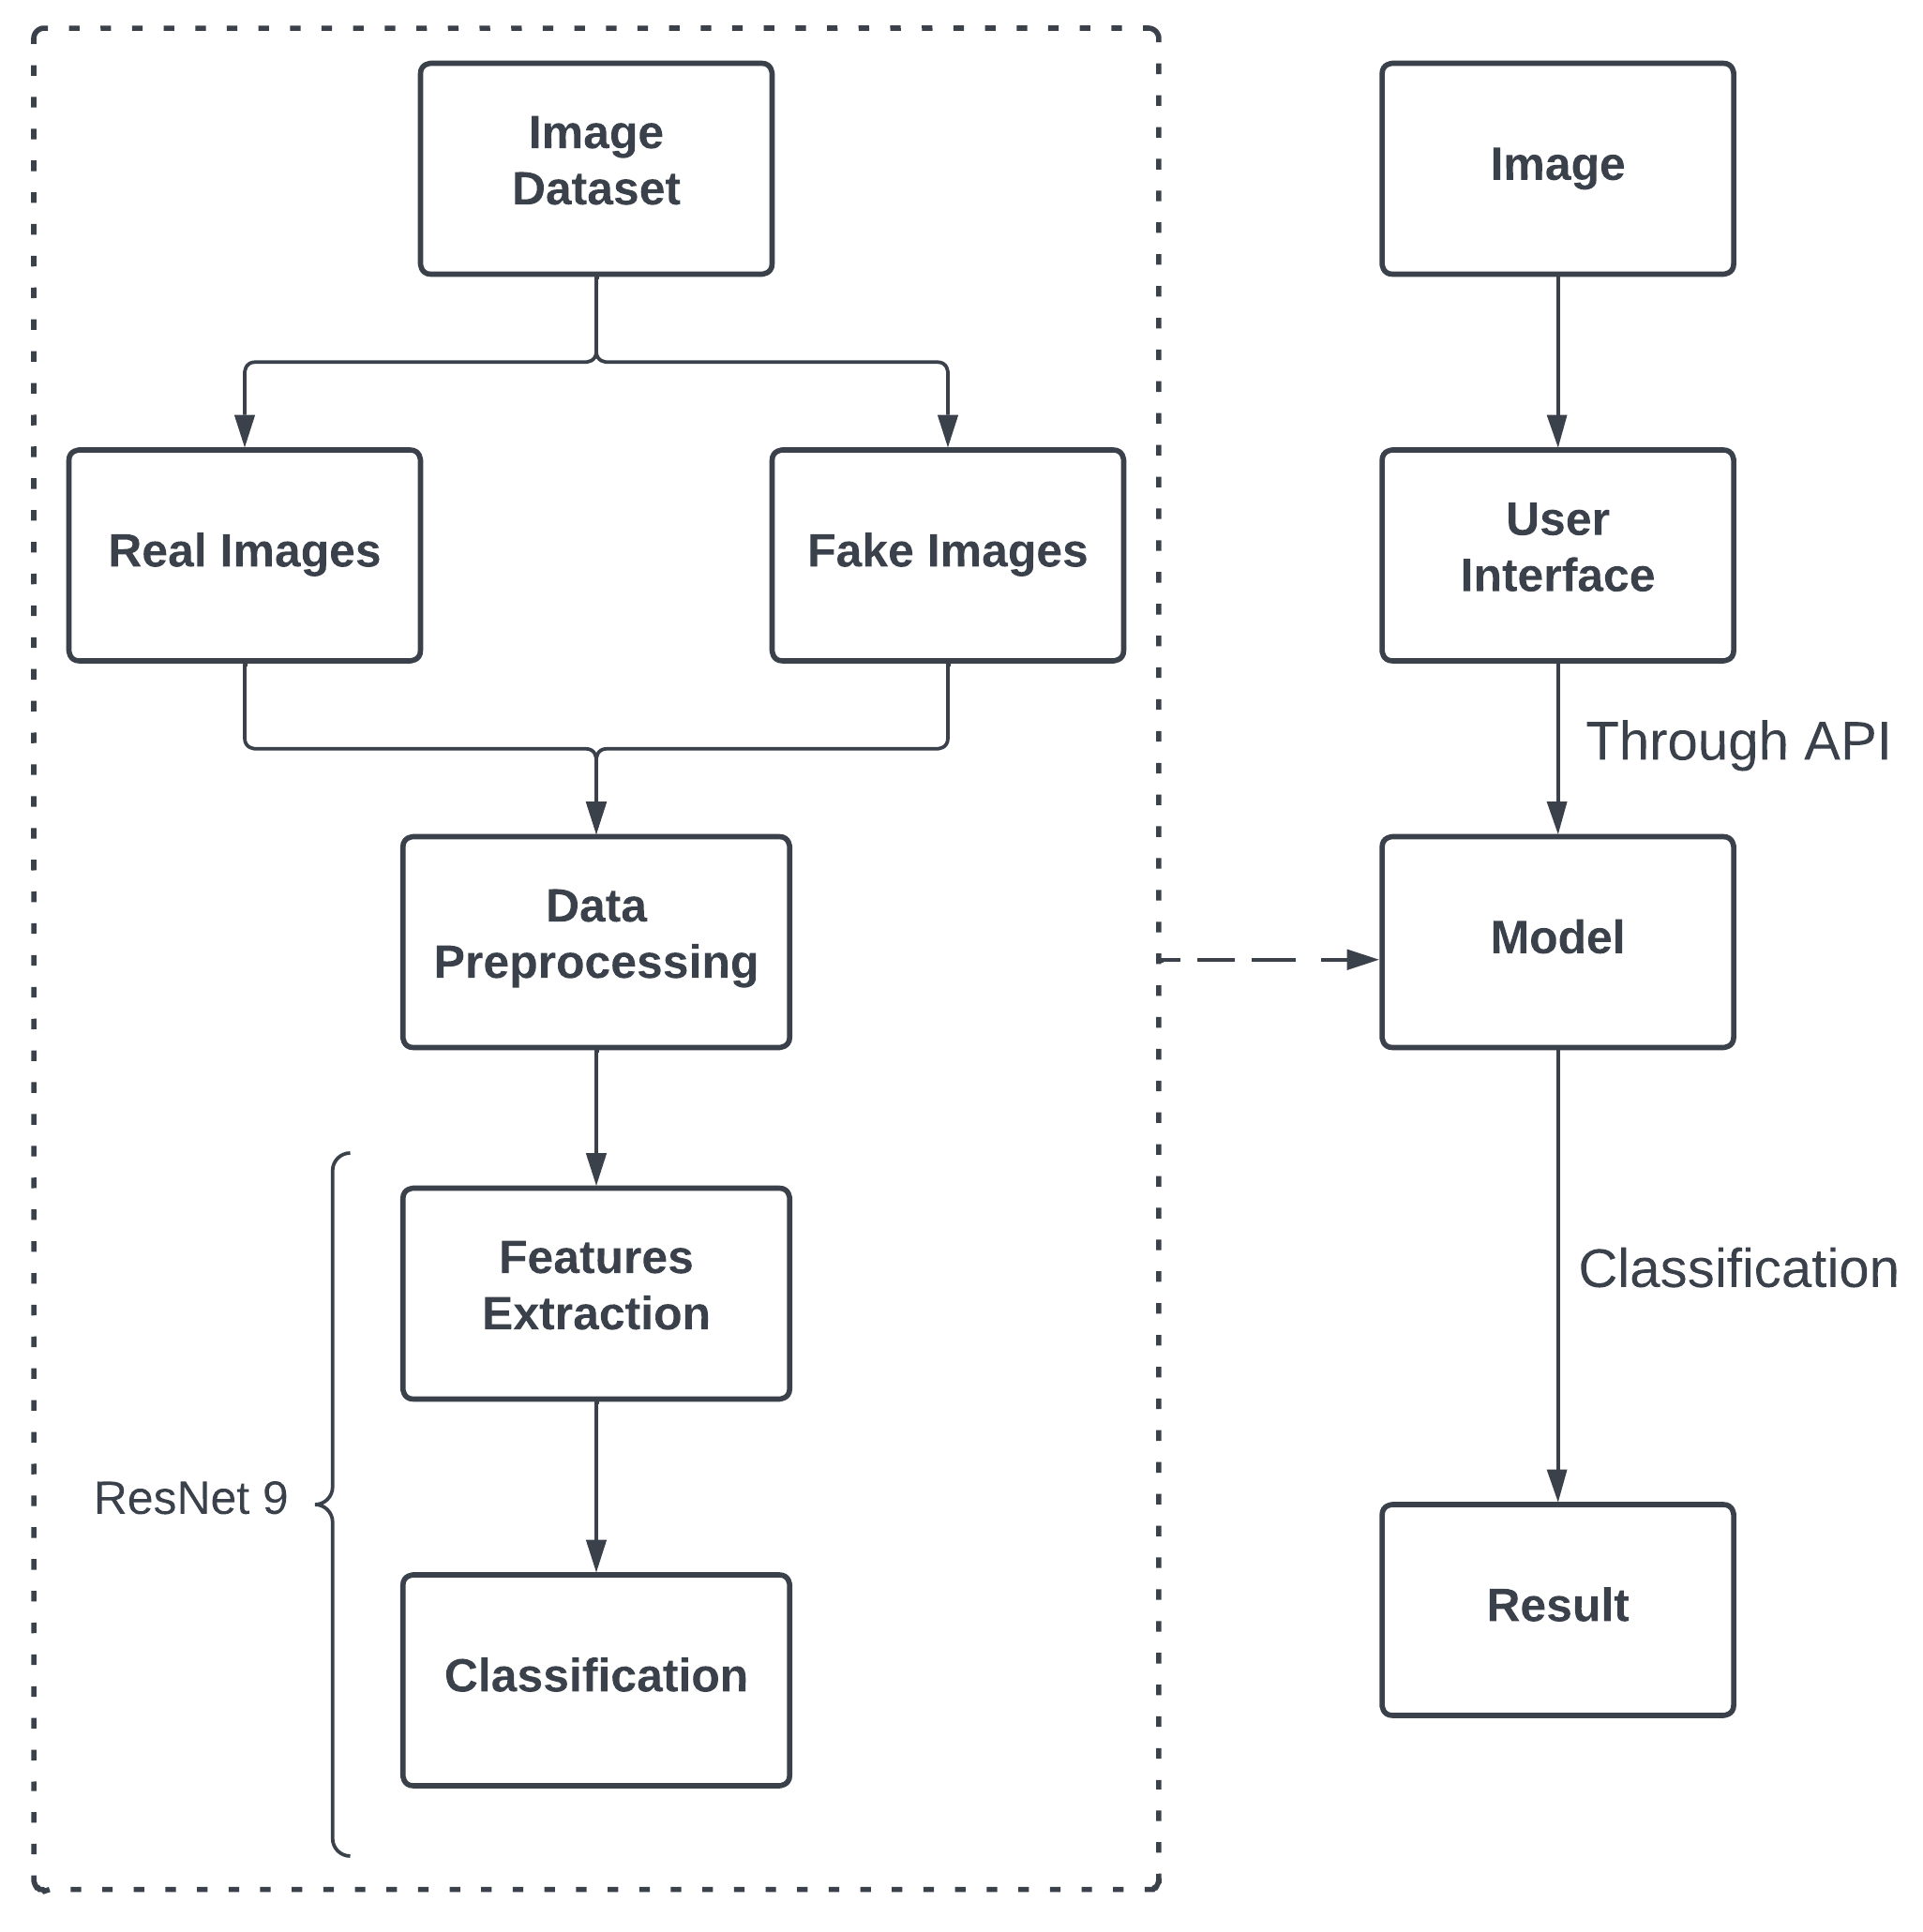 Image
Dataset
Real Images
Fake Images
Data
Preprocessing
Features
Extraction
ResNet 9
Classification
Image
User
Interface
Through API
Model
Classification
Result